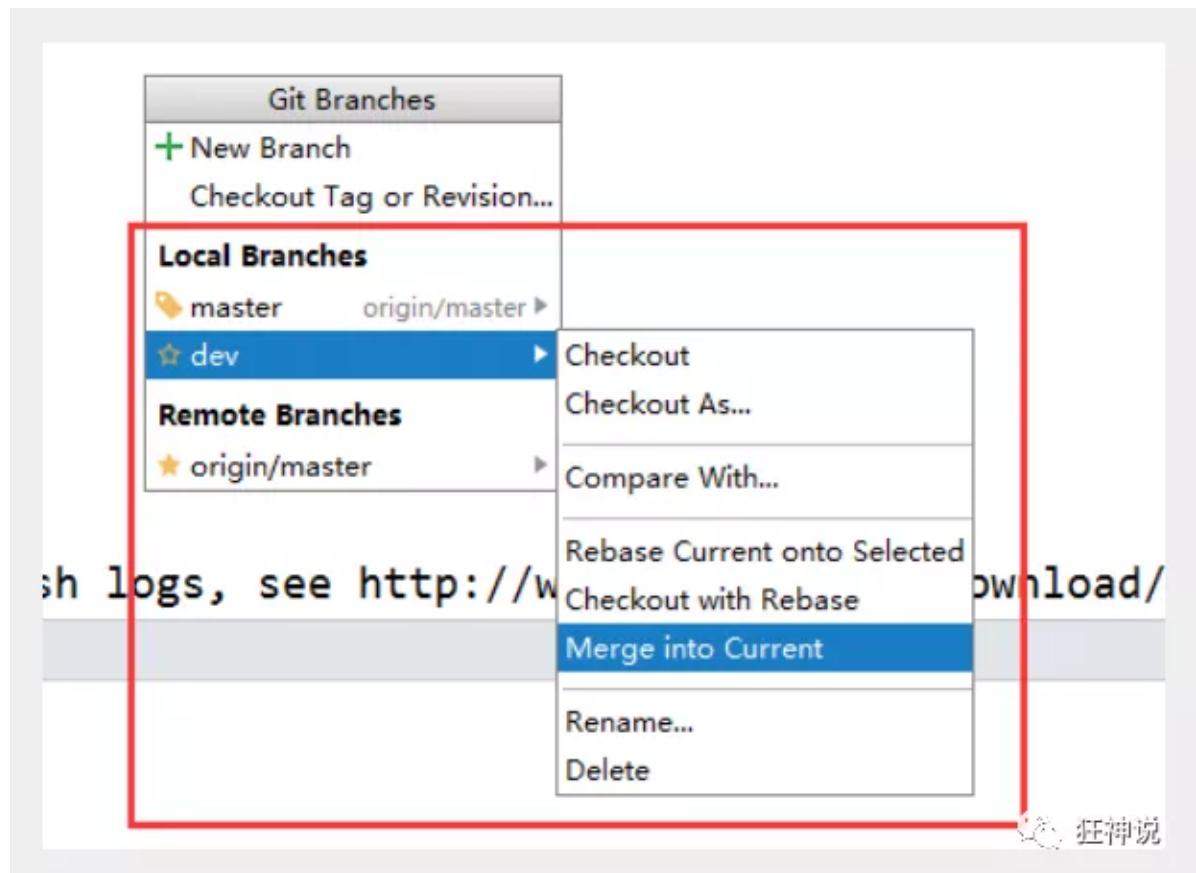 Git Branches
New Branch
Checkout Tag or Revision...
Local Branches
master origin/master
dev
Remote Branches
origin/master
Checkout
Checkout As...
Compare With...
Rebase Current onto Selected
Checkout with Rebase
Merge into Current
Rename...
Delete
sh logs, see http://w ownload/
狂神说